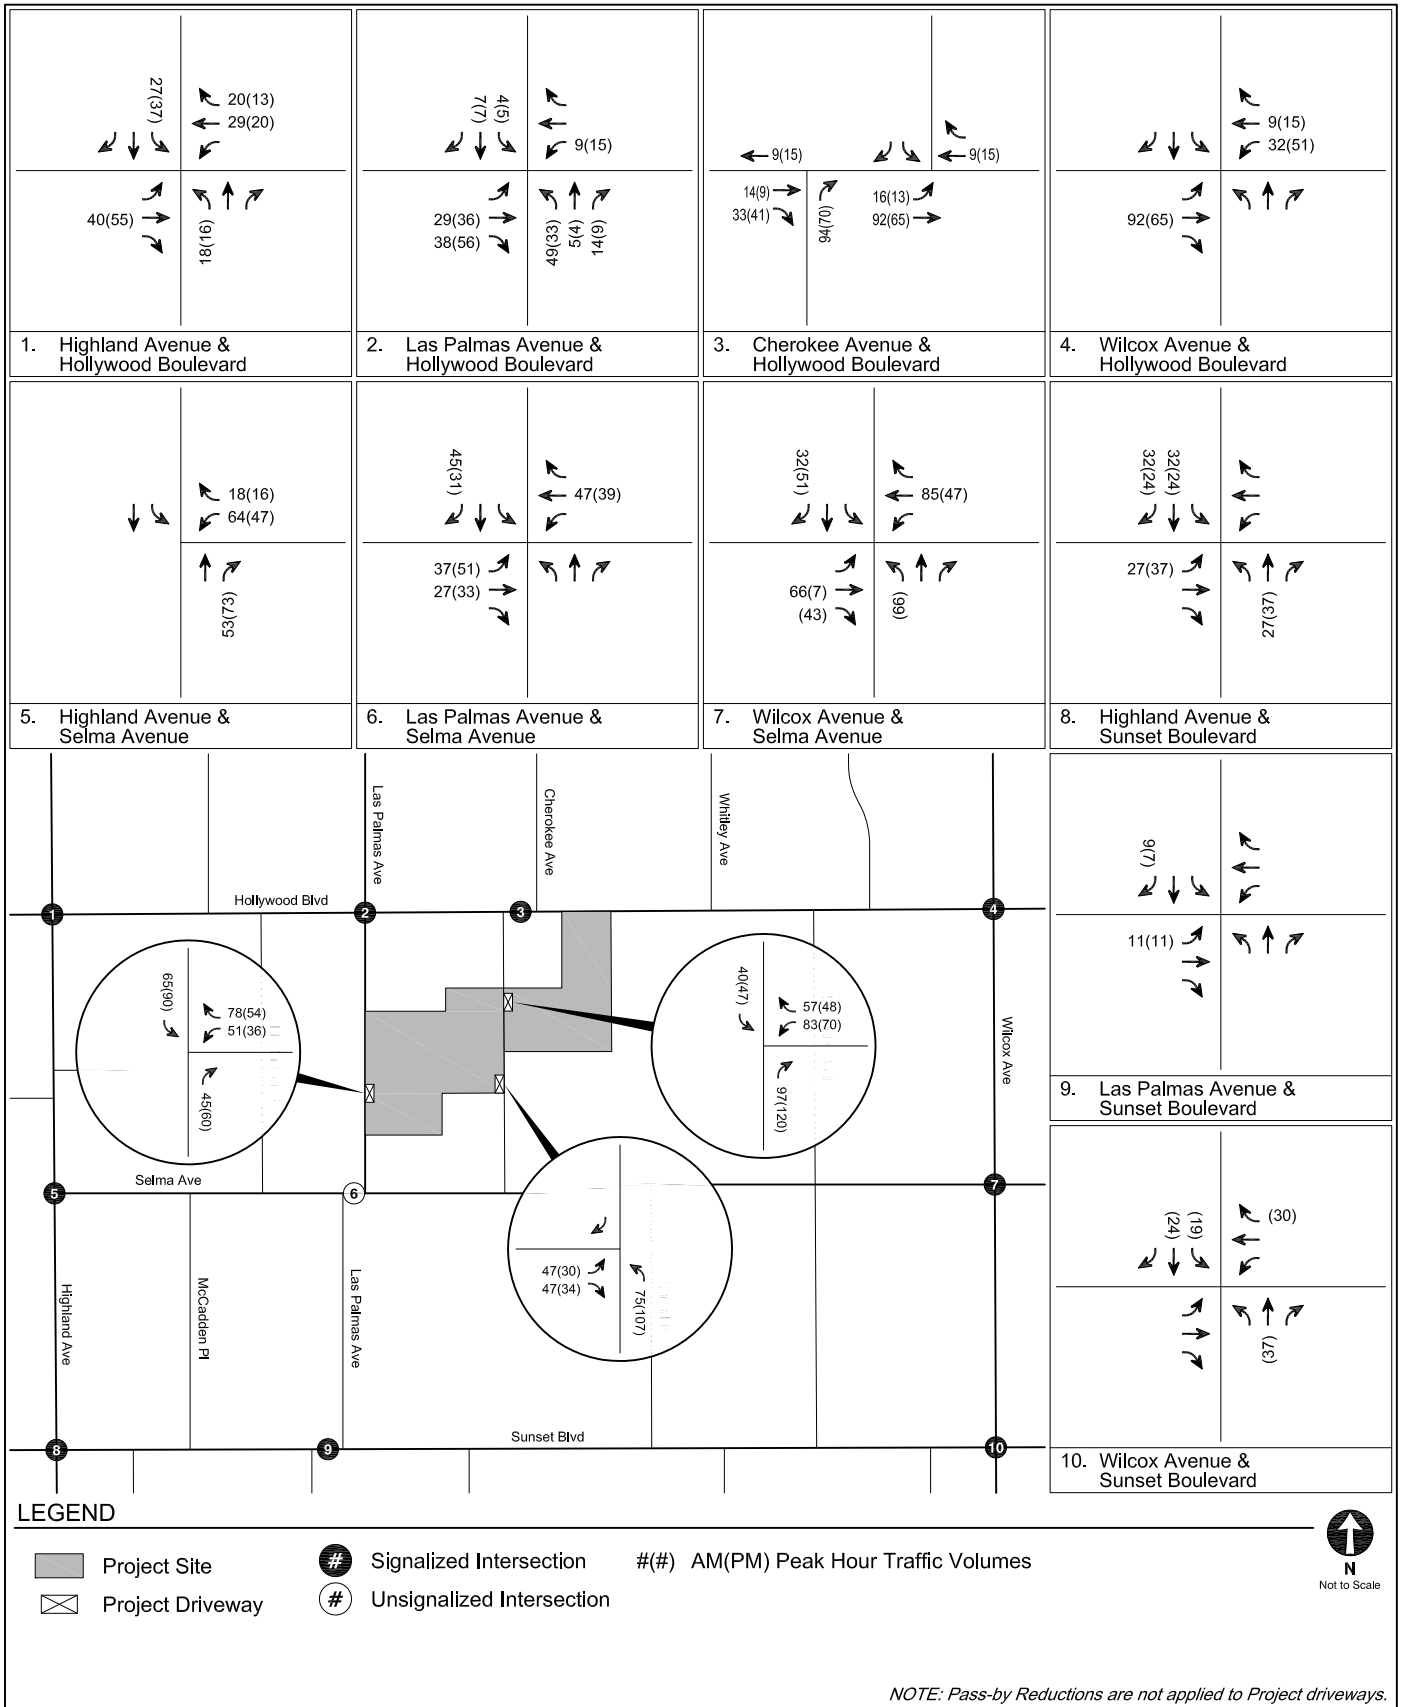 27(37)
20(13)
29(20)
40(55)
18(16)
1. Highland Avenue &
Hollywood Boulevard
7(7)
4(5)
9(15)
29(36)
38(56)
49(33)
5(4)
14(9)
2. Las Palmas Avenue &
Hollywood Boulevard
9(15)
9(15)
14(9)
33(41)
94(70)
16(13)
92(65)
3. Cherokee Avenue &
Hollywood Boulevard
9(15)
32(51)
92(65)
4. Wilcox Avenue &
Hollywood Boulevard
18(16)
64(47)
53(73)
5. Highland Avenue &
Selma Avenue
45(31)
47(39)
37(51)
27(33)
6. Las Palmas Avenue &
Selma Avenue
32(51)
85(47)
66(7)
(43)
(66)
7. Wilcox Avenue &
Selma Avenue
32(24)
32(24)
27(37)
27(37)
8. Highland Avenue &
Sunset Boulevard
9(7)
11(11)
9. Las Palmas Avenue &
Sunset Boulevard
(24)
(19)
(30)
(37)
10. Wilcox Avenue &
Sunset Boulevard
Las Palmas Ave
Cherokee Ave
Whitley Ave
Hollywood Blvd
1
2
3
4
65(90)
78(54)
51(36)
45(60)
40(47)
57(48)
83(70)
97(120)
Wilcox Ave
Selma Ave
5
6
7
47(30)
47(34)
75(107)
Highland Ave
McCadden Pl
Las Palmas Ave
Sunset Blvd
8
9
10
LEGEND
Project Site
Project Driveway
# Signalized Intersection
# Unsignalized Intersection
#(#) AM(PM) Peak Hour Traffic Volumes
N
Not to Scale
NOTE: Pass-by Reductions are not applied to Project driveways.